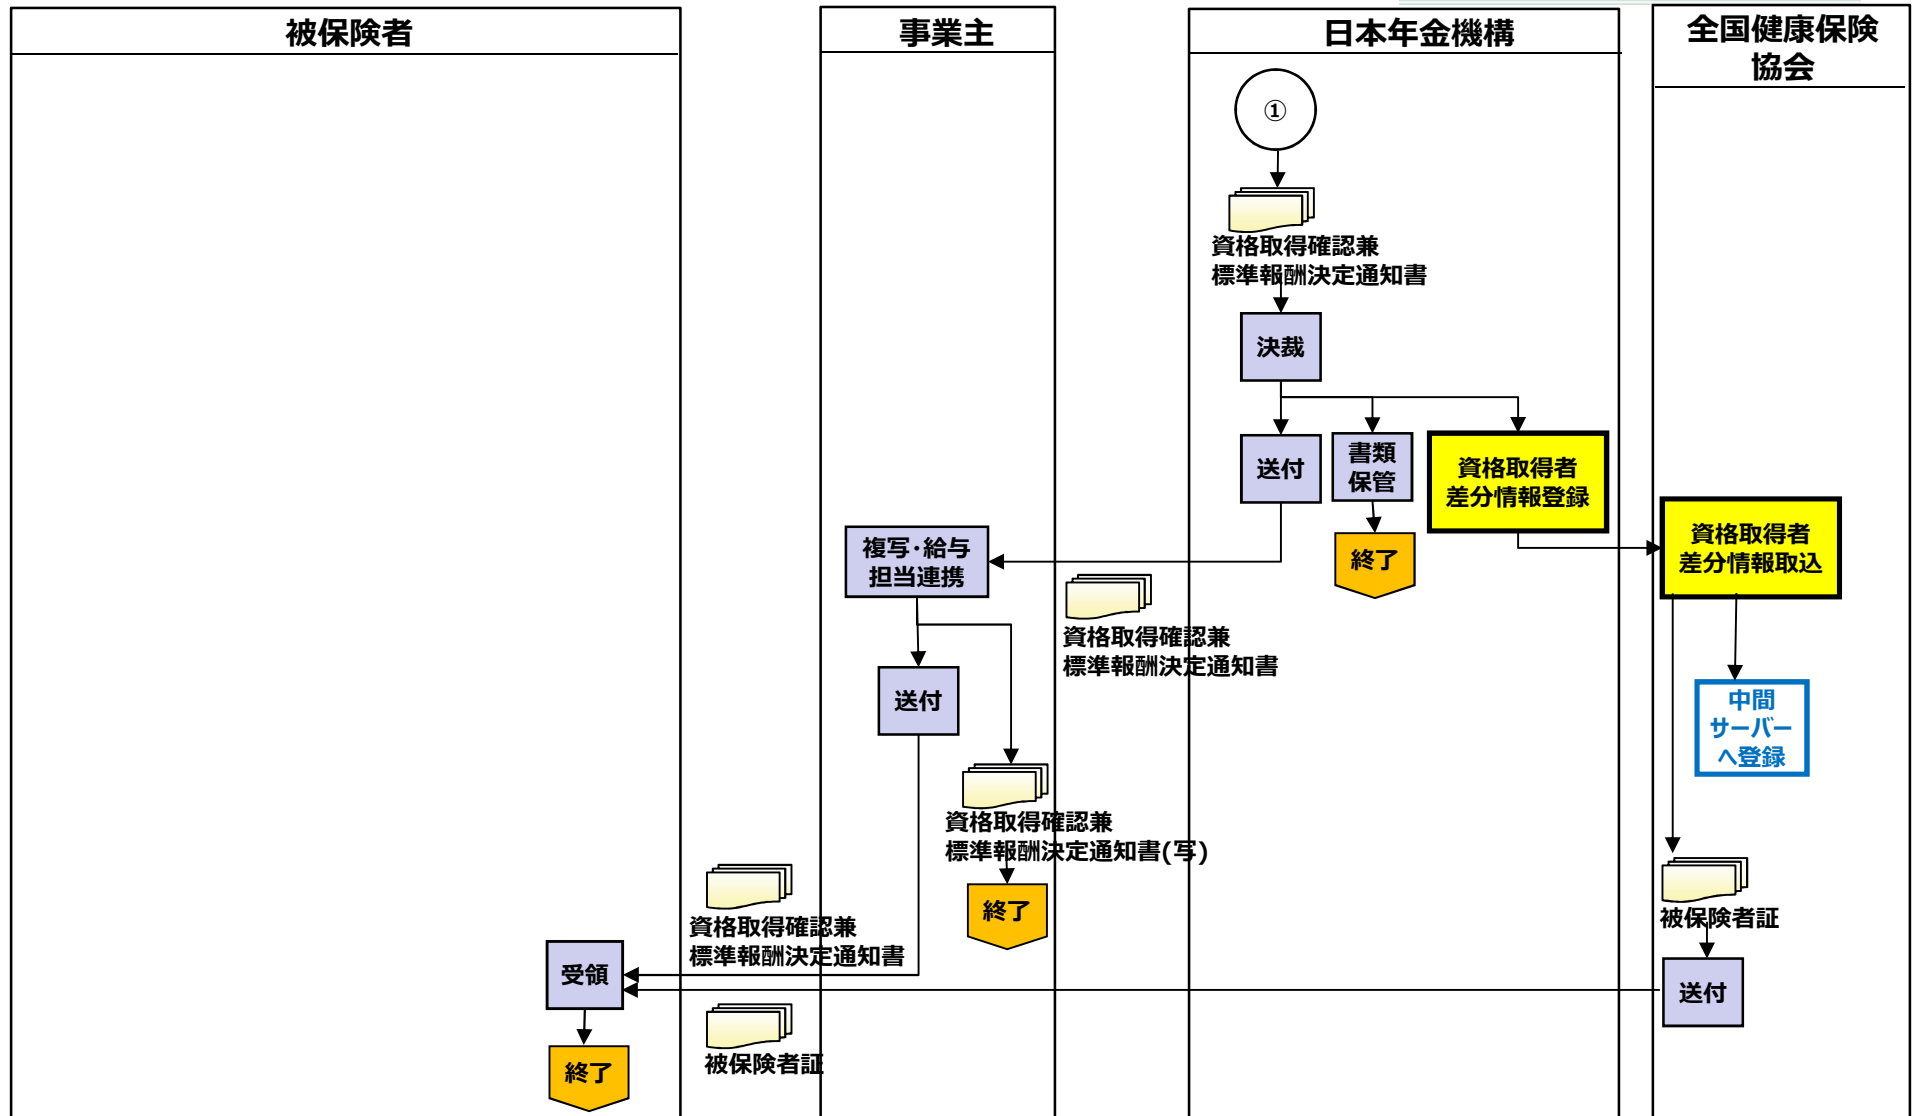 被保険者
事業主
日本年金機構
全国健康保険
協会
①
資格取得確認兼
標準報酬決定通知書
決裁
送付
書類
保管
資格取得者
差分情報登録
終了
資格取得者
差分情報取込
複写･給与
担当連携
資格取得確認兼
標準報酬決定通知書
送付
中間
サーバー
へ登録
資格取得確認兼
標準報酬決定通知書(写)
終了
被保険者証
送付
資格取得確認兼
標準報酬決定通知書
受領
被保険者証
終了